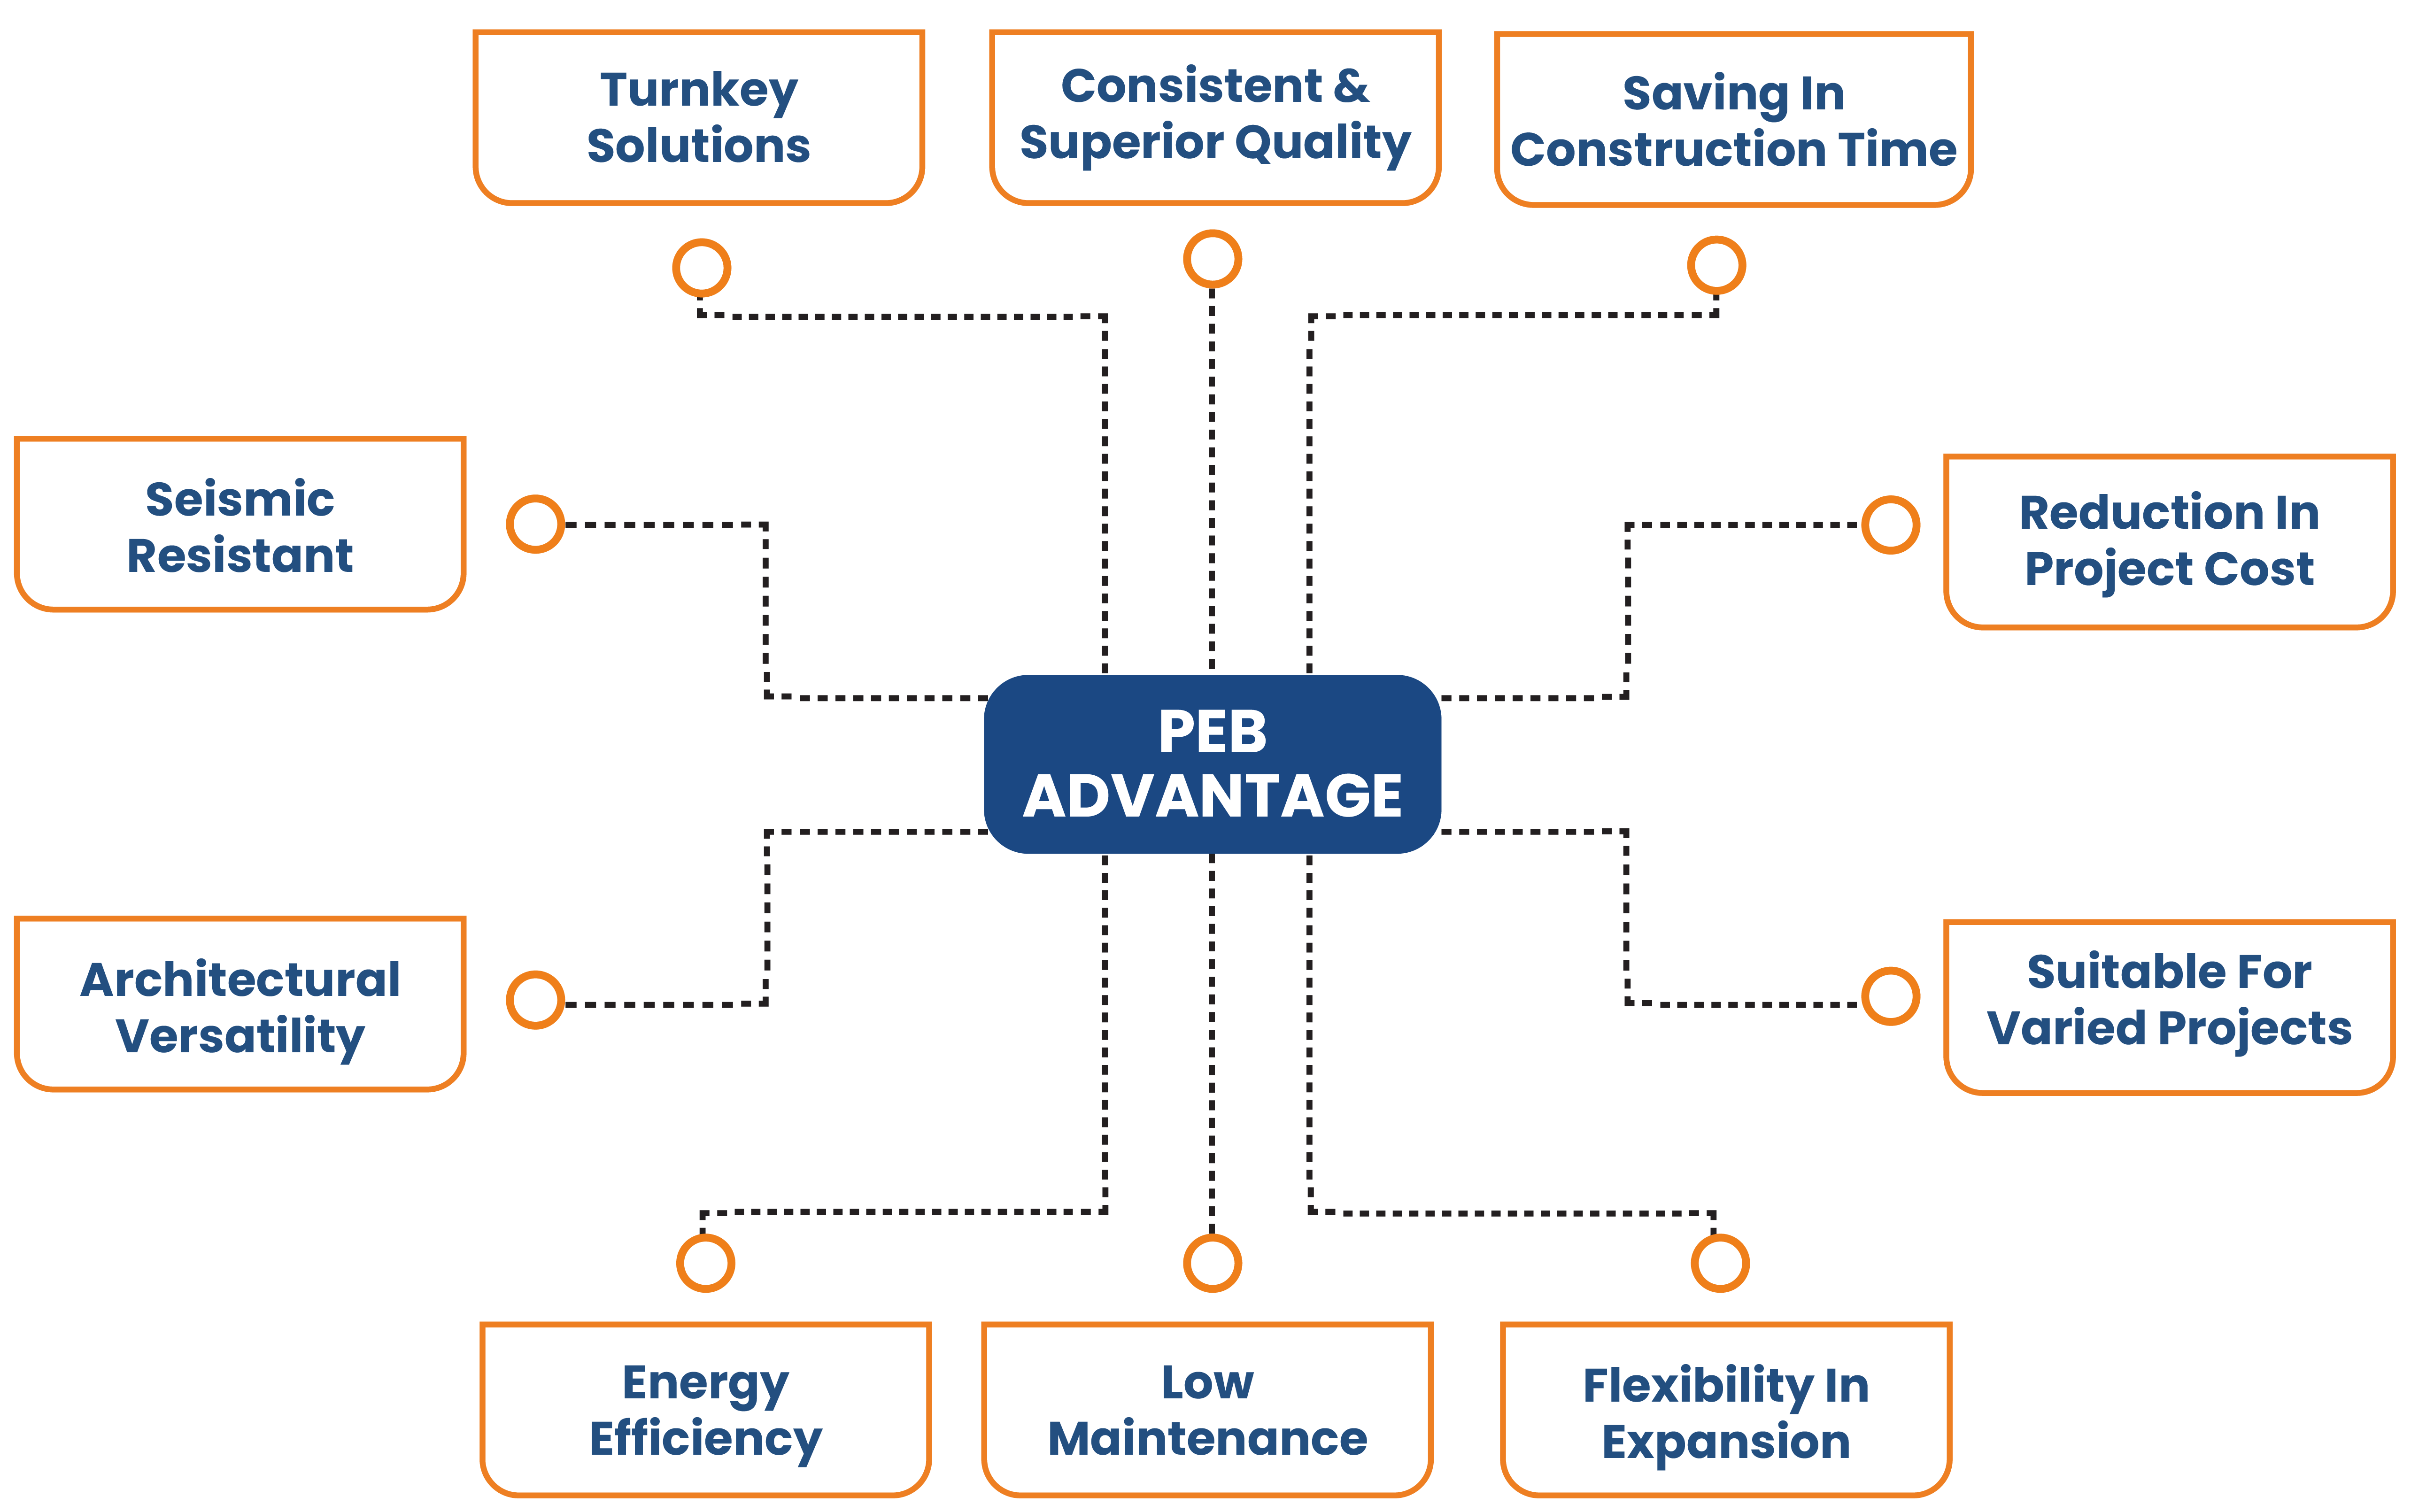 Turnkey
Solutions
Consistent &
Superior Quality
Saving In
Construction Time
Seismic
Resistant
Reduction In
Project Cost
PEB
ADVANTAGE
Architectural
Versatility
Suitable For
Varied Projects
Energy
Efficiency
Low
Maintenance
Flexibility In
Expansion